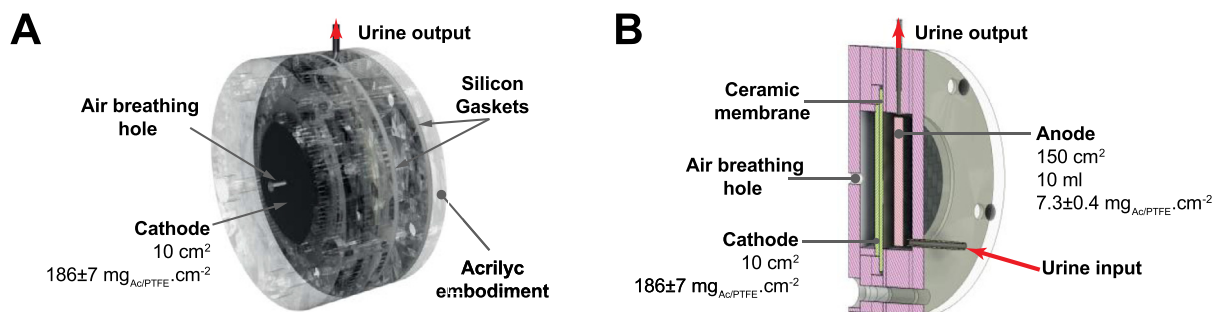 A
Urine output
Silicon
Gaskets
Air breathing
hole
Cathode
10 cm²
186±7 mgAc/PTFE.cm-²
Acrilyc
embodiment
B
Urine output
Ceramic
membrane
Anode
150 cm²
10 ml
7.3±0.4 mgAc/PTFE.cm-²
Air breathing
hole
Cathode
10 cm²
186±7 mgAc/PTFE.cm-²
Urine input